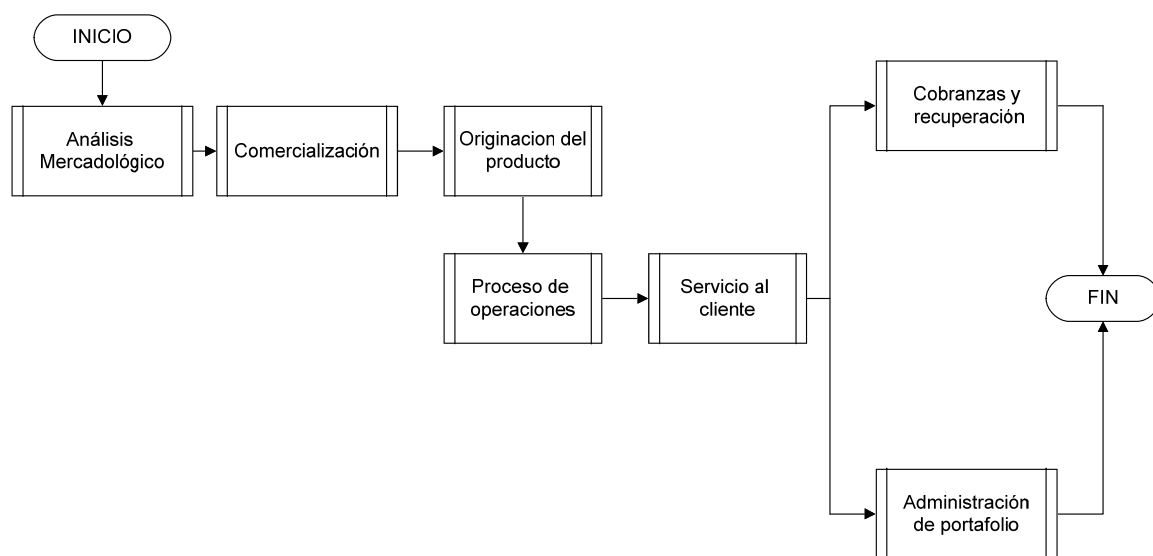 INICIO
Análisis
Mercadológico
Comercialización
Originacion del
producto
Proceso de
operaciones
Servicio al
cliente
Cobranzas y
recuperación
Administración
de portafolio
FIN